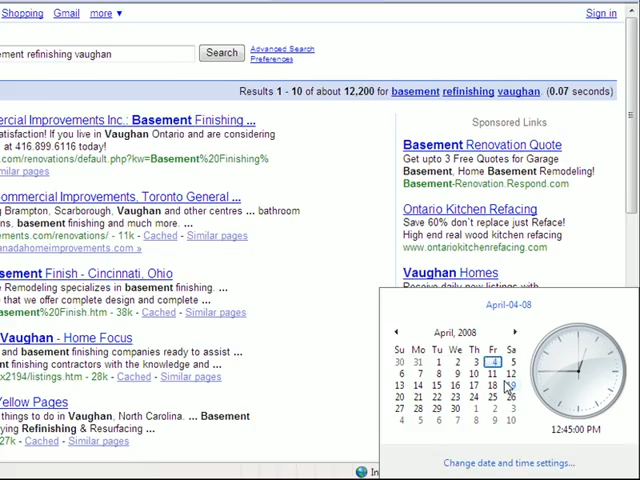 Shopping Gmail more ▼ Sign in
ement refinishing vaughan Search Advanced Search
Preferences
Results 1 - 10 of about 12,200 for basement refinishing vaughan. (0.07 seconds)
ercial Improvements Inc.: Basement Finishing ...
atisfaction! If you live in Vaughan Ontario and are considering
at 416.899.6116 today!
.com/renovations/default.php?kw=Basement%20Finishing%
milar pages
ommercial Improvements, Toronto General ...
g Brampton, Scarborough, Vaughan and other centres ... bathroom
ns, basement finishing and much more. ...
ements.com/renovations/ - 11k - Cached - Similar pages
anadahomeimprovements.com »
sement Finish - Cincinnati, Ohio
e Remodeling specializes in basement finishing. ...
that we offer complete design and complete ...
asement%20Finish.htm - 38k - Cached - Similar pages
Vaughan - Home Focus
and basement finishing companies ready to assist ...
nt finishing contractors with the knowledge and ...
x2194/listings.htm - 28k - Cached - Similar pages
Yellow Pages
things to do in Vaughan, North Carolina. ... Basement
ying Refinishing & Resurfacing ...
27k - Cached - Similar pages
Sponsored Links
Basement Renovation Quote
Get upto 3 Free Quotes for Garage
Basement, Home Basement Remodeling!
Basement-Renovation.Respond.com
Ontario Kitchen Refacing
Save 60% don't replace just Reface!
High end real wood kitchen refacing
www.ontariokitchenrefacing.com
Vaughan Homes
Receive daily new listings with
April-04-08
April, 2008
Su Mo Tu We Th Fr Sa
30 31 1 2 3 4 5
6 7 8 9 10 11 12
13 14 15 16 17 18 19
20 21 22 23 24 25 26
27 28 29 30 1 2 3
4 5 6 7 8 9 10
12:45:00 PM
Change date and time settings...
In